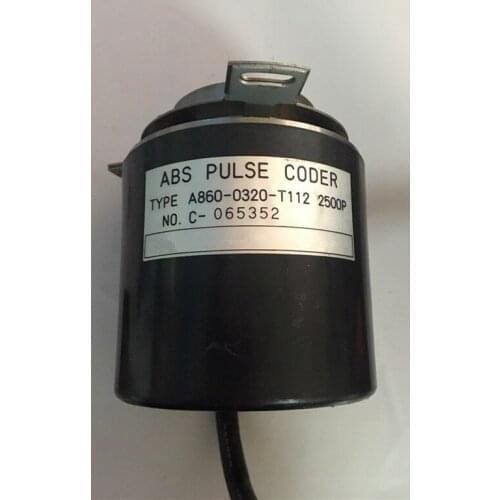 ABS PULSE CODER
TYPE A860-0320-T112 2500P
NO. C- 065352